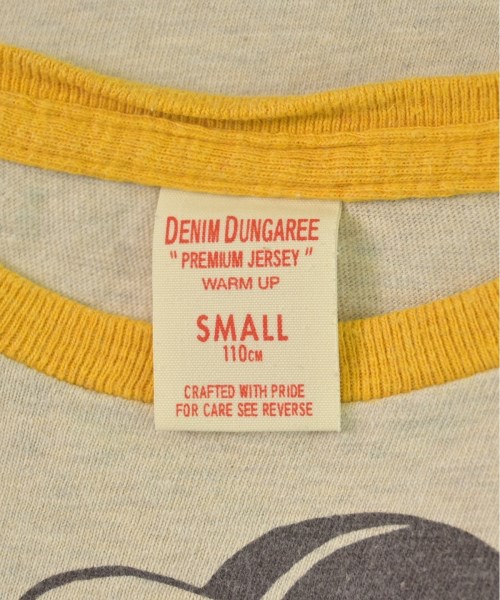 DENIM DUNGAREE
" PREMIUM JERSEY "
WARM UP
SMALL
110CM
CRAFTED WITH PRIDE
FOR CARE SEE REVERSE